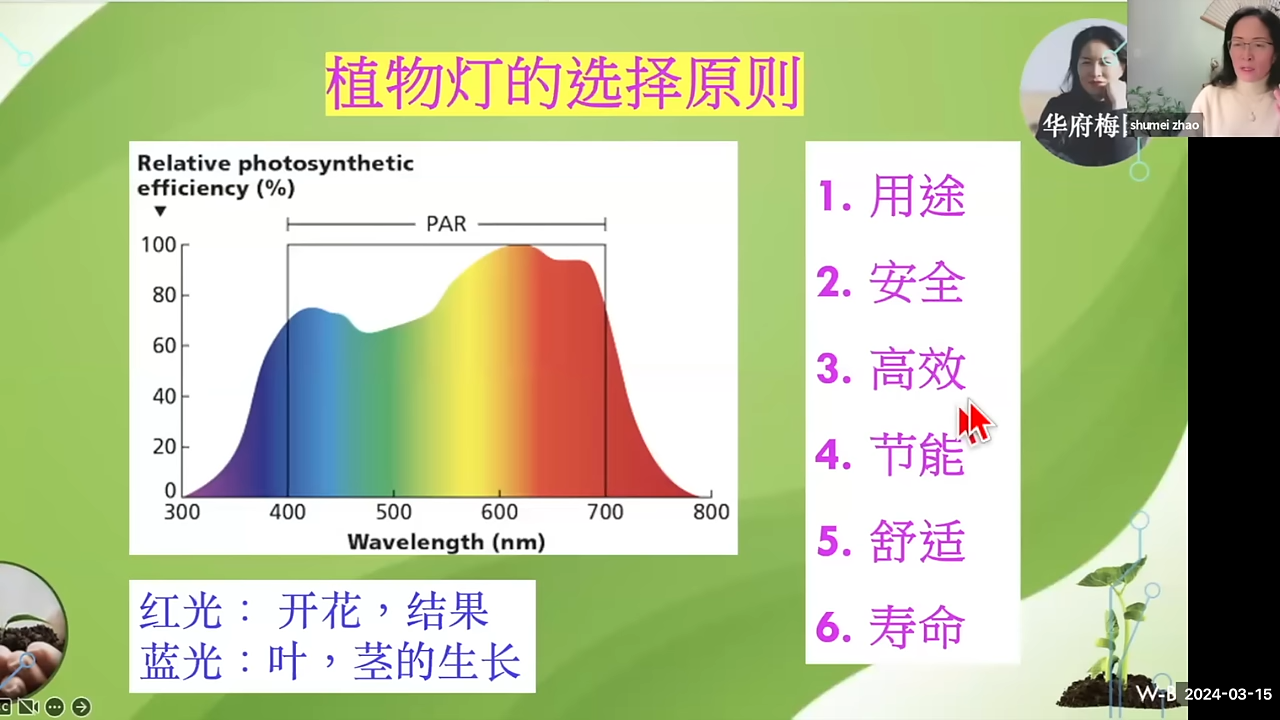 植物灯的选择原则
华府梅
shumei zhao
Relative photosynthetic
efficiency (%)
PAR
100
80
60
40
20
0
300 400 500 600 700 800
Wavelength (nm)
1. 用途
2. 安全
3. 高效
4. 节能
5. 舒适
6. 寿命
红光： 开花，结果
蓝光：叶，茎的生长
2024-03-15